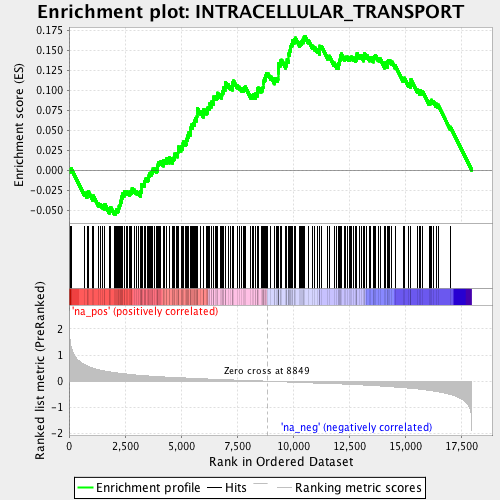 Enrichment plot: INTRACELLULAR_TRANSPORT
Enrichment score (ES)
0.175
0.150
0.125
0.100
0.075
0.050
0.025
0.000
-0.025
-0.050
'na_pos' (positively correlated)
Ranked list metric (PreRanked)
2
1
0
-1
-2
Zero cross at 8849
'na_neg' (negatively correlated)
0 2,500 5,000 7,500 10,000 12,500 15,000 17,500
Rank in Ordered Dataset
Enrichment profile Hits Ranking metric scores